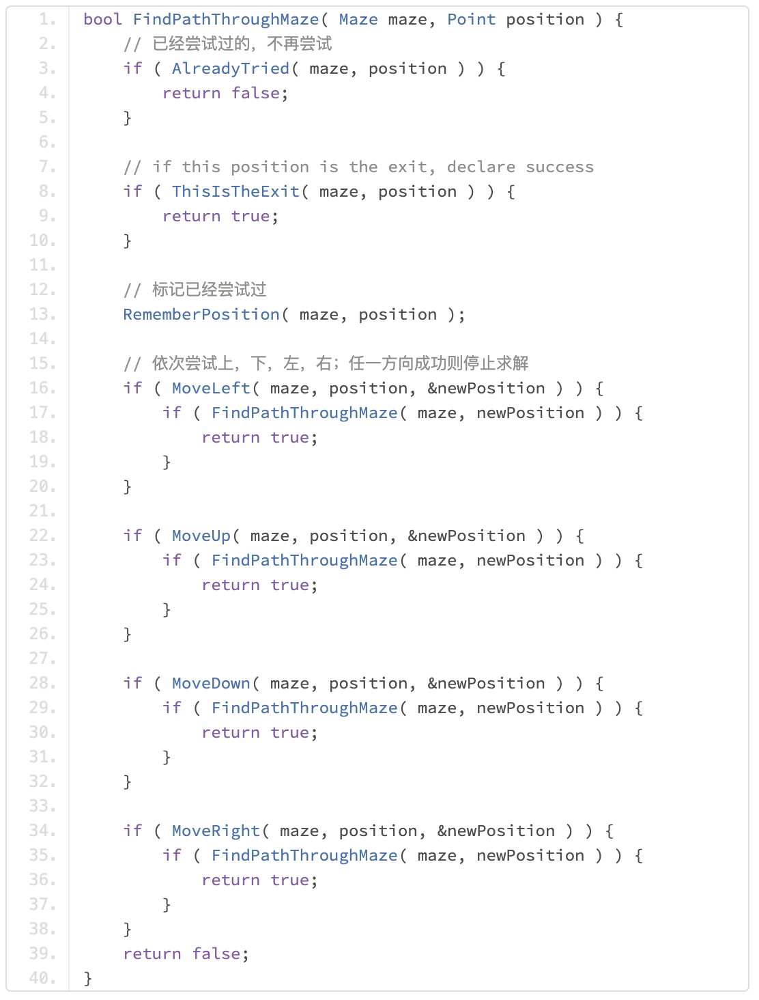 1. bool FindPathThroughMaze( Maze maze, Point position ) {
2.     // 已经尝试过的，不再尝试
3.     if ( AlreadyTried( maze, position ) ) {
4.         return false;
5.     }
6.
7.     // if this position is the exit, declare success
8.     if ( ThisIsTheExit( maze, position ) ) {
9.         return true;
10.     }
11.
12.     // 标记已经尝试过
13.     RememberPosition( maze, position );
14.
15.     // 依次尝试上，下，左，右；任一方向成功则停止求解
16.     if ( MoveLeft( maze, position, &newPosition ) ) {
17.         if ( FindPathThroughMaze( maze, newPosition ) ) {
18.             return true;
19.         }
20.     }
21.
22.     if ( MoveUp( maze, position, &newPosition ) ) {
23.         if ( FindPathThroughMaze( maze, newPosition ) ) {
24.             return true;
25.         }
26.     }
27.
28.     if ( MoveDown( maze, position, &newPosition ) ) {
29.         if ( FindPathThroughMaze( maze, newPosition ) ) {
30.             return true;
31.         }
32.     }
33.
34.     if ( MoveRight( maze, position, &newPosition ) ) {
35.         if ( FindPathThroughMaze( maze, newPosition ) ) {
36.             return true;
37.         }
38.     }
39.     return false;
40. }